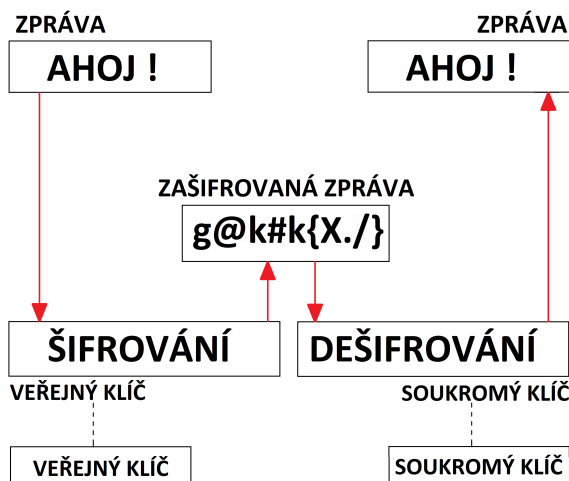 ZPRÁVA
AHOJ !
ZPRÁVA
AHOJ !
ZAŠIFROVANÁ ZPRÁVA
g@k#k{X./}
ŠIFROVÁNÍ
DEŠIFROVÁNÍ
VEŘEJNÝ KLÍČ
SOUKROMÝ KLÍČ
VEŘEJNÝ KLÍČ
SOUKROMÝ KLÍČ